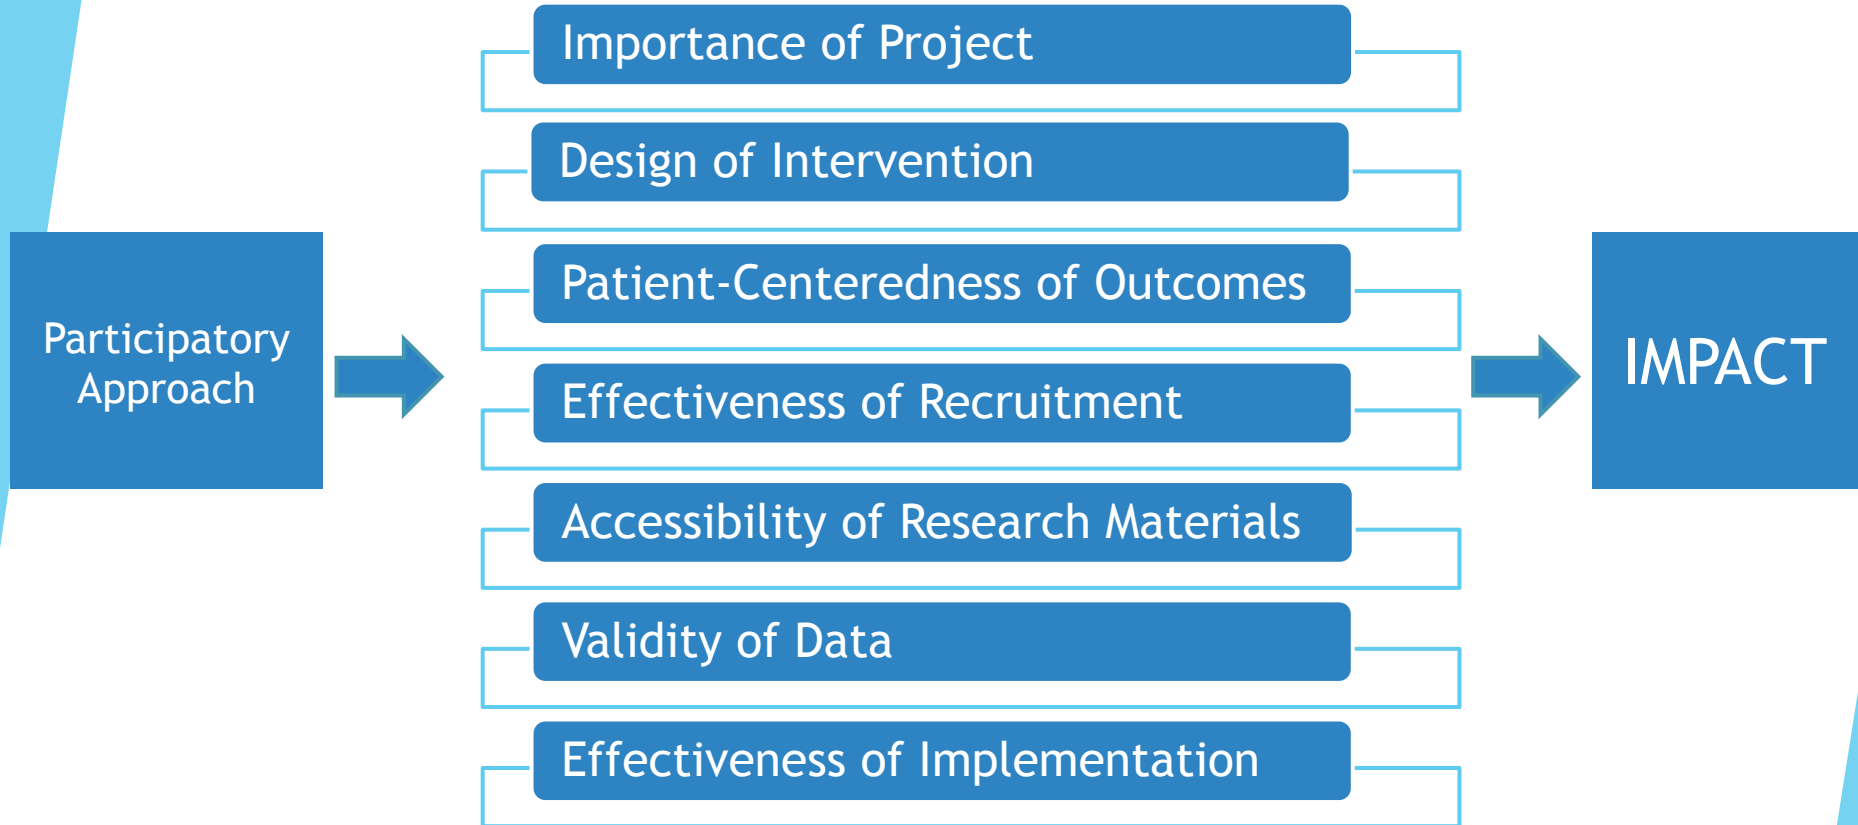 Participatory
Approach
Importance of Project
Design of Intervention
Patient-Centeredness of Outcomes
Effectiveness of Recruitment
Accessibility of Research Materials
Validity of Data
Effectiveness of Implementation
IMPACT